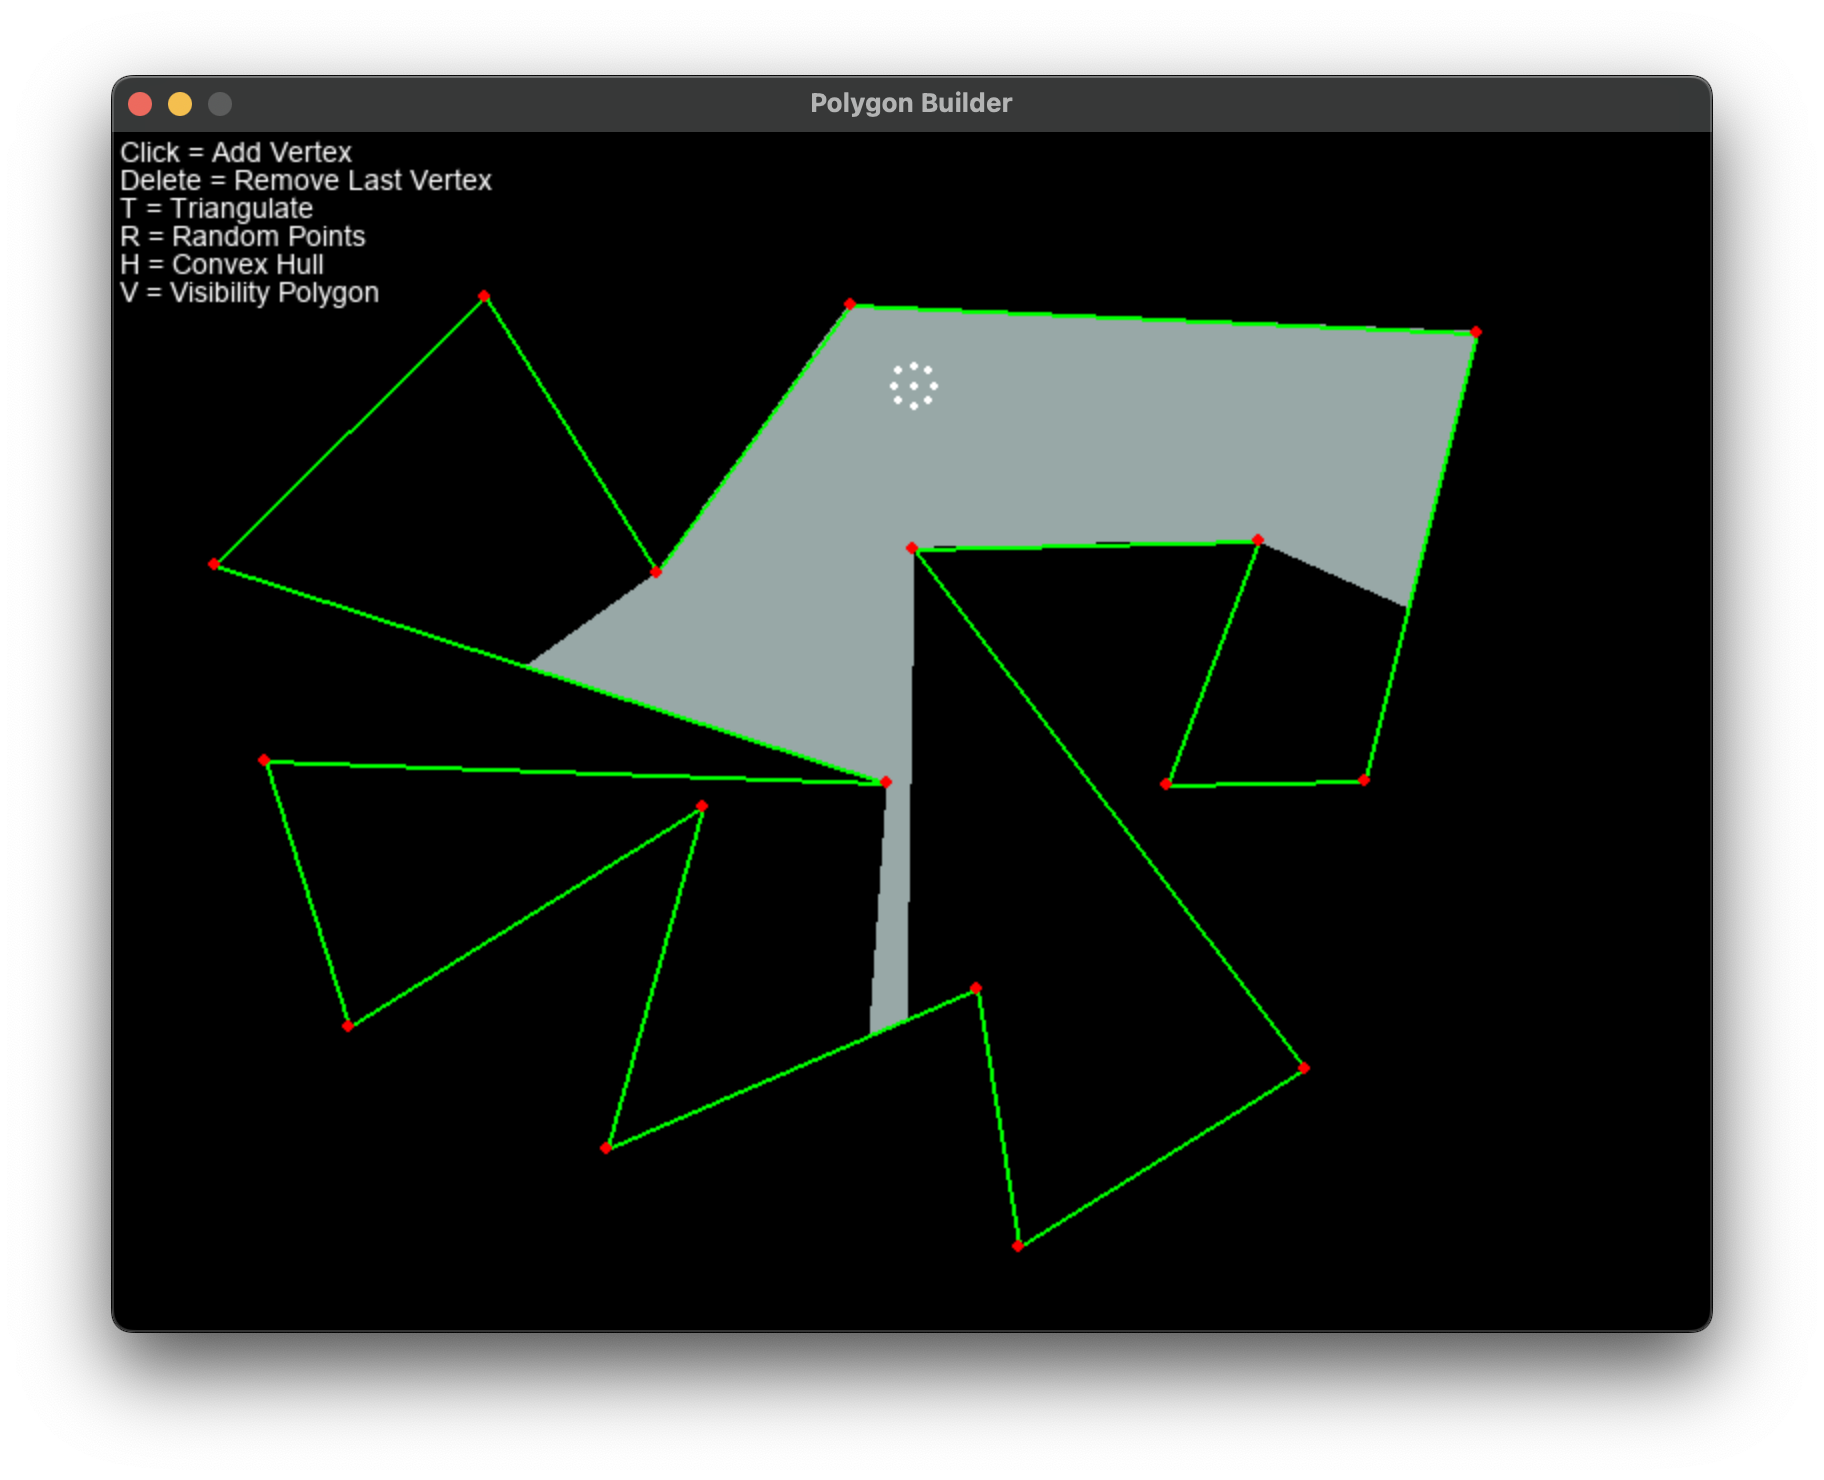 Polygon Builder
Click = Add Vertex
Delete = Remove Last Vertex
T = Triangulate
R = Random Points
H = Convex Hull
V = Visibility Polygon